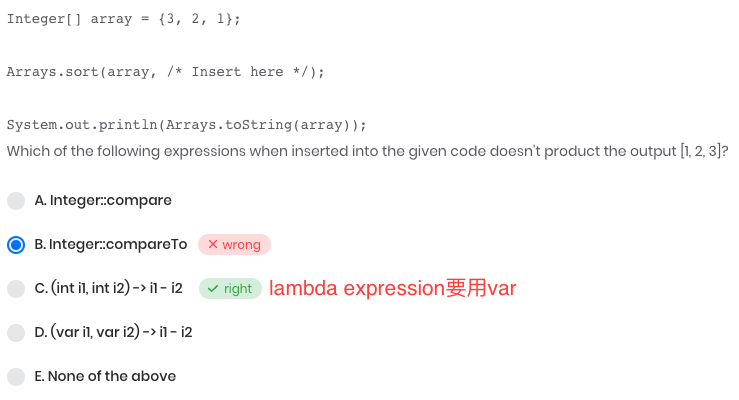 Integer[] array = {3, 2, 1};
Arrays.sort(array, /* Insert here */);
System.out.println(Arrays.toString(array));
Which of the following expressions when inserted into the given code doesn't product the output [1, 2, 3]?
A. Integer::compare
B. Integer::compareTo × wrong
C. (int i1, int i2) -> i1 - i2 ✓ right lambda expression要用var
D. (var i1, var i2) -> i1 - i2
E. None of the above